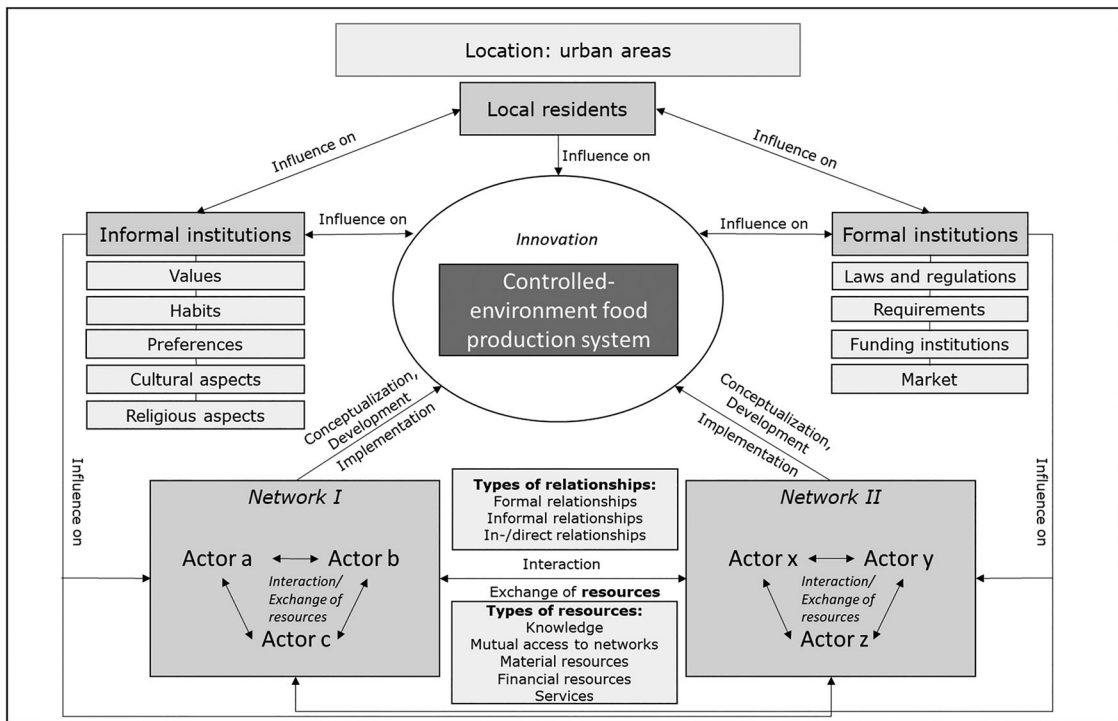 Location: urban areas
Local residents
Influence on
Influence on
Influence on
Influence on
Influence on
Informal institutions
Values
Habits
Preferences
Cultural aspects
Religious aspects
Innovation
Controlled-
environment food
production system
Formal institutions
Laws and regulations
Requirements
Funding institutions
Market
Conceptualization,
Development
Implementation
Conceptualization,
Development
Implementation
Influence on
Influence on
Network I
Actor a
Actor b
Interaction/
Exchange of
resources
Actor c
Types of relationships:
Formal relationships
Informal relationships
In-/direct relationships
Interaction
Exchange of resources
Types of resources:
Knowledge
Mutual access to networks
Material resources
Financial resources
Services
Network II
Actor x
Actor y
Interaction/
Exchange of
resources
Actor z